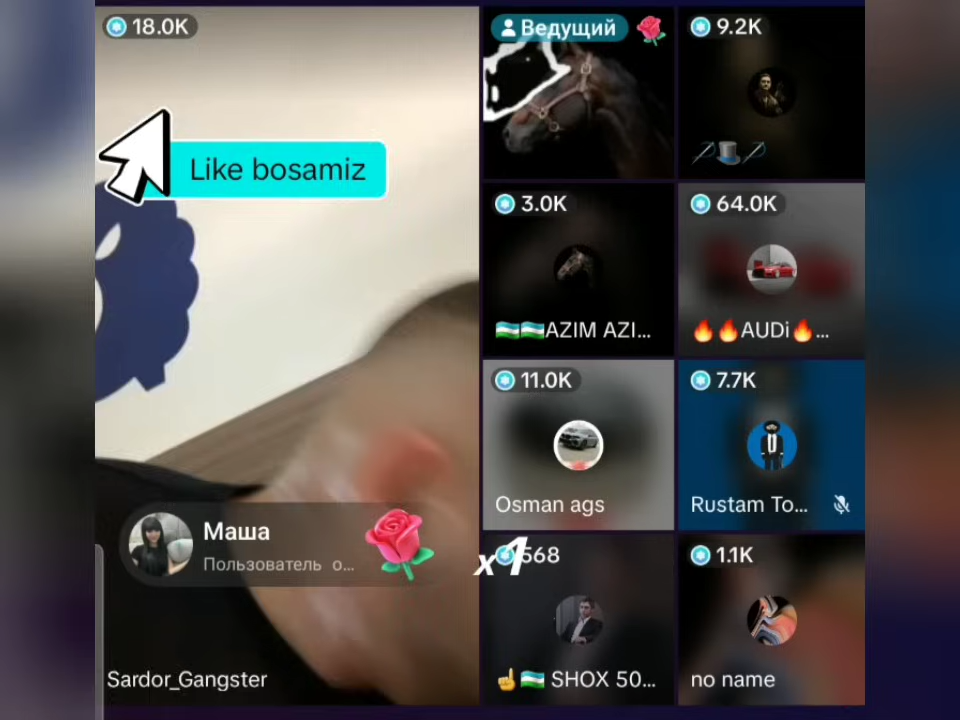 18.0K
Like bosamiz
Маша
Пользователь о...
Sardor_Gangster
Ведущий
9.2K
3.0K
🇺🇿🇺🇿AZIM AZI...
64.0K
🔥🔥AUDi🔥...
11.0K
Osman ags
7.7K
Rustam To...
x1
568
☝🇺🇿 SHOX 50...
1.1K
no name